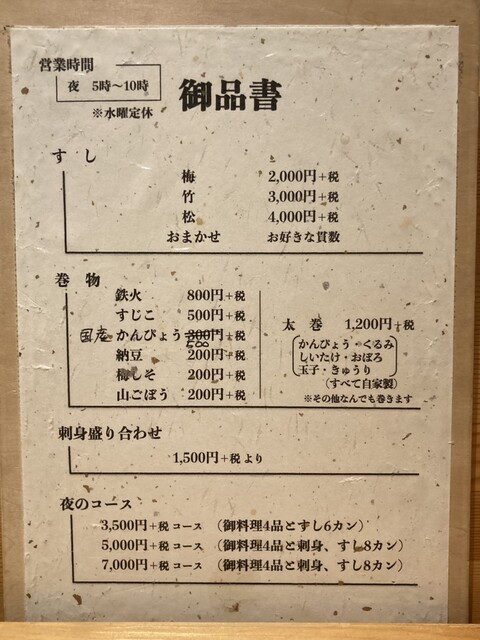 営業時間
夜 5時～10時
※水曜定休
御品書
すし
梅 2,000円+税
竹 3,000円+税
松 4,000円+税
おまかせ お好きな貫数
巻物
鉄火 800円+税
すじこ 500円+税
国産 かんぴょう 300円+税
納豆 200円+税
梅しそ 200円+税
山ごぼう 200円+税
太巻 1,200円+税
かんぴょう・くるみ
しいたけ・おぼろ
玉子・きゅうり
(すべて自家製)
※その他なんでも巻きます
刺身盛り合わせ
1,500円+税より
夜のコース
3,500円+税コース (御料理4品とすし6カン)
5,000円+税コース (御料理4品と刺身、すし8カン)
7,000円+税コース (御料理4品と刺身、すし8カン)